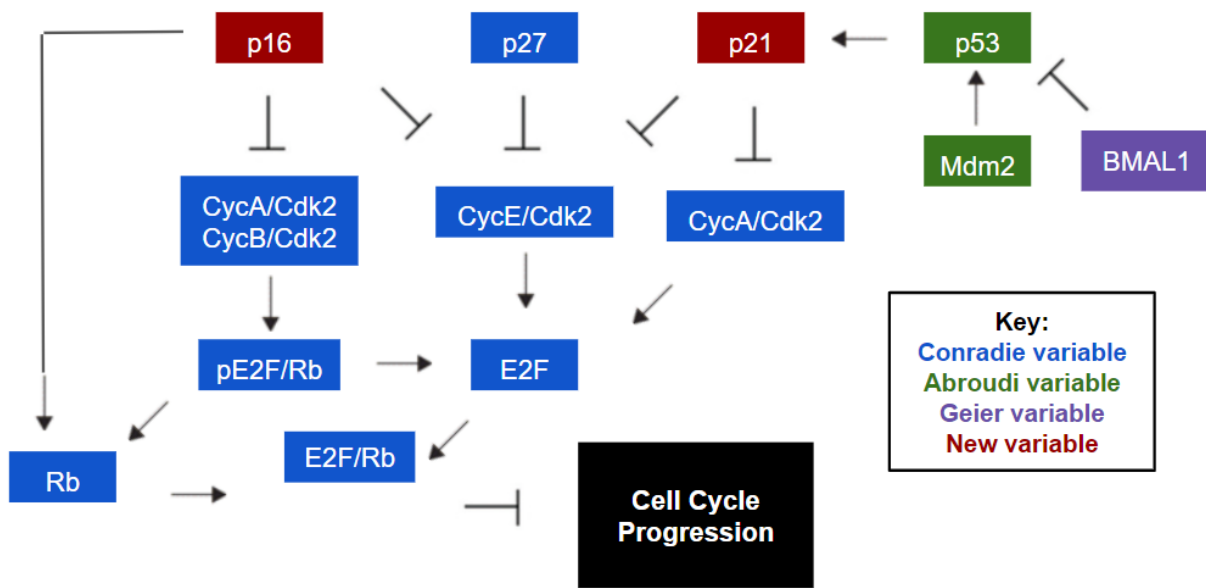 p16
p27
p21
p53
Mdm2
BMAL1
CycA/Cdk2
CycB/Cdk2
CycE/Cdk2
CycA/Cdk2
pE2F/Rb
E2F
Rb
E2F/Rb
Cell Cycle
Progression
Key:
Conradie variable
Abroudi variable
Geier variable
New variable